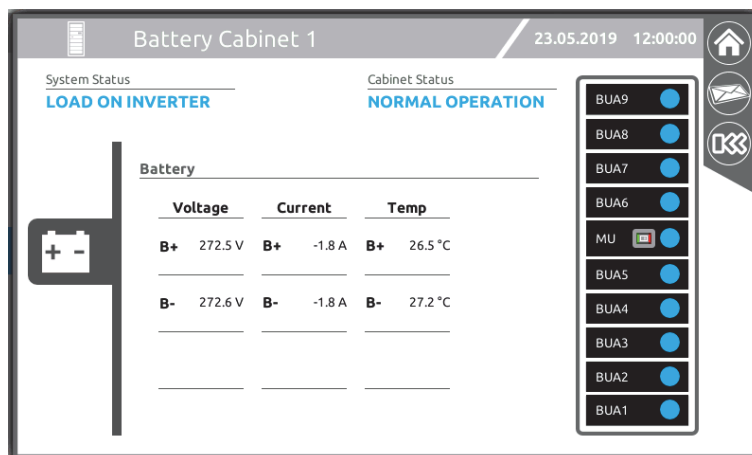 Battery Cabinet 1
23.05.2019 12:00:00
System Status
LOAD ON INVERTER
Cabinet Status
NORMAL OPERATION
Battery
Voltage Current Temp
B+ 272.5 V B+ -1.8 A B+ 26.5 °C
B- 272.6 V B- -1.8 A B- 27.2 °C
BUA9
BUA8
BUA7
BUA6
MU
BUA5
BUA4
BUA3
BUA2
BUA1